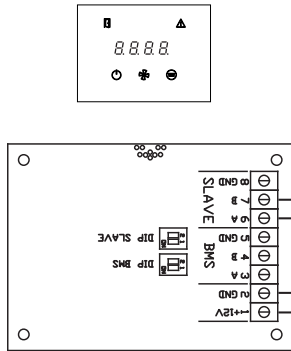 8.8.8.8.
SLAVE
8 GND
7 B
6 A
BMS
5 GND
4 B
3 A
2 GND
1 +12V
DIP SLAVE
DIP BMS